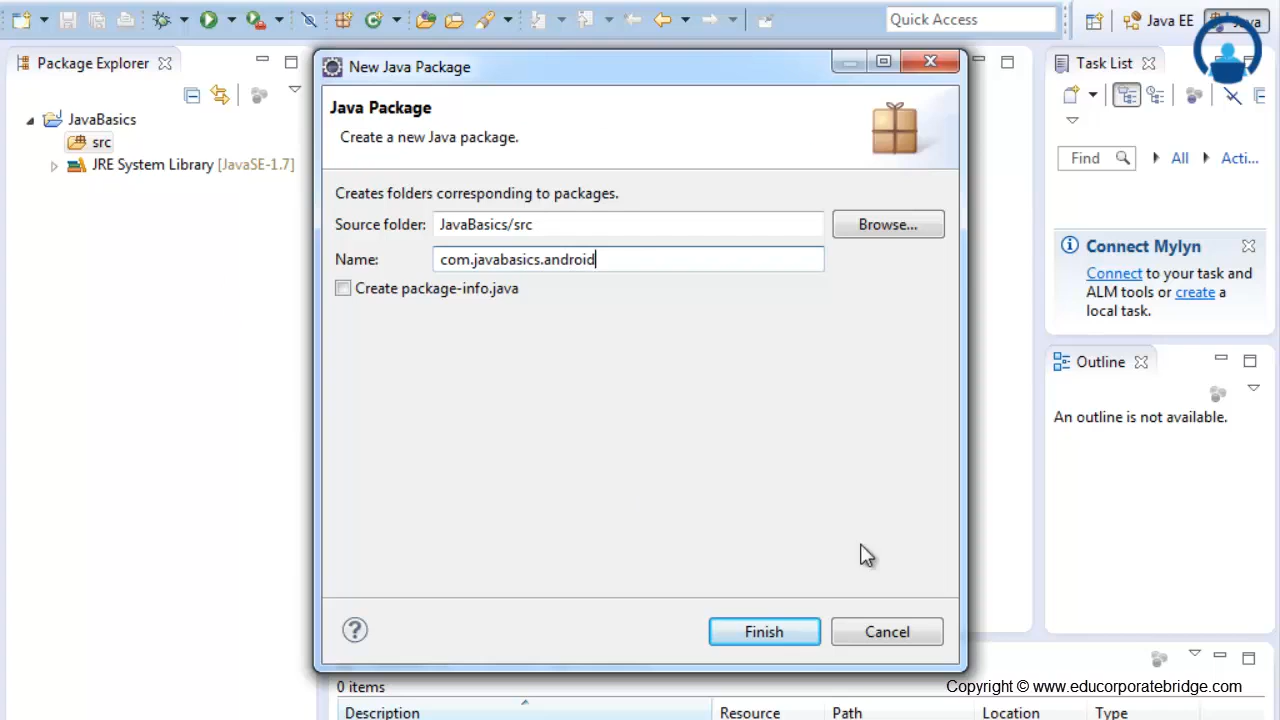 Quick Access
Java EE
Package Explorer
JavaBasics
src
JRE System Library [JavaSE-1.7]
New Java Package
Java Package
Create a new Java package.
Creates folders corresponding to packages.
Source folder: JavaBasics/src Browse...
Name: com.javabasics.android
Create package-info.java
Finish
Cancel
Task List
Find
All
Acti...
Connect Mylyn
Connect to your task and
ALM tools or create a
local task.
Outline
An outline is not available.
0 items
Description Resource Path Location Type
Copyright © www.educorporatebridge.com